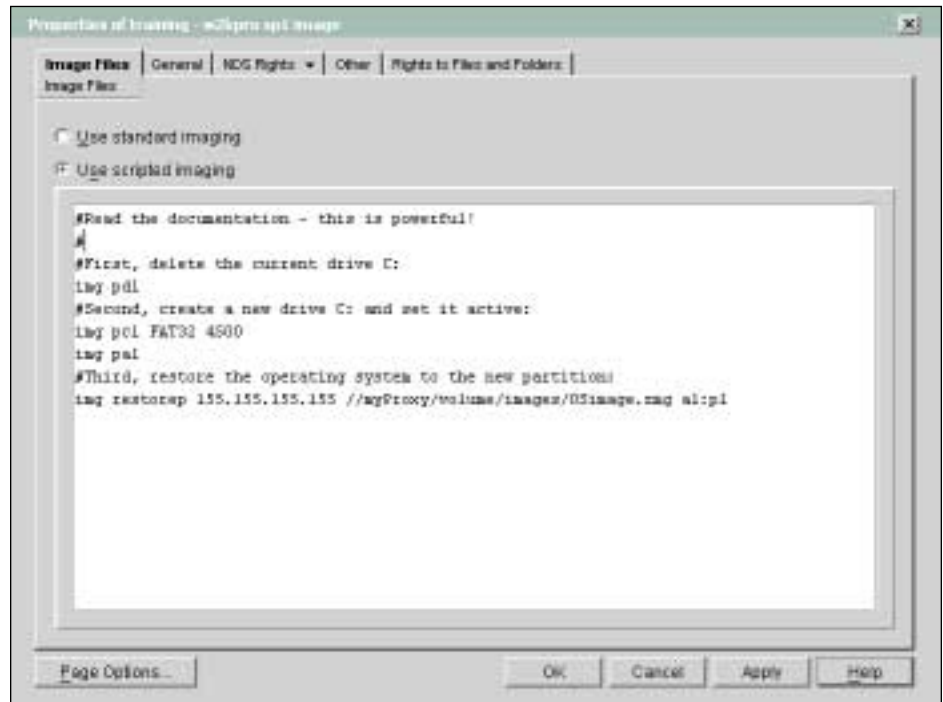 Properties of training - w2kpro sp1 image
Image Files General NDS Rights Other Rights to Files and Folders
Image Files
Use standard imaging
Use scripted imaging
#Read the documentation - this is powerful!
#
#First, delete the current drive C:
img pd1
#Second, create a new drive C: and set it active:
img pc1 FAT32 4500
img pa1
#Third, restore the operating system to the new partition:
img restorep 155.155.155.155 //myProxy/volume/images/OSimage.zmg a1:p1
Page Options... OK Cancel Apply Help